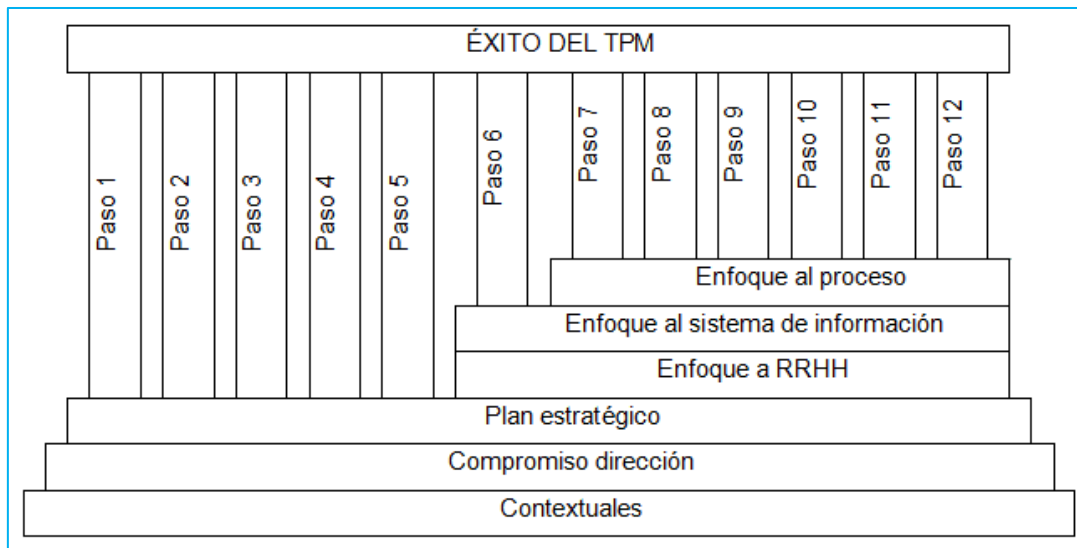 ÉXITO DEL TPM
Paso 1
Paso 2
Paso 3
Paso 4
Paso 5
Paso 6
Paso 7
Paso 8
Paso 9
Paso 10
Paso 11
Paso 12
Enfoque al proceso
Enfoque al sistema de información
Enfoque a RRHH
Plan estratégico
Compromiso dirección
Contextuales